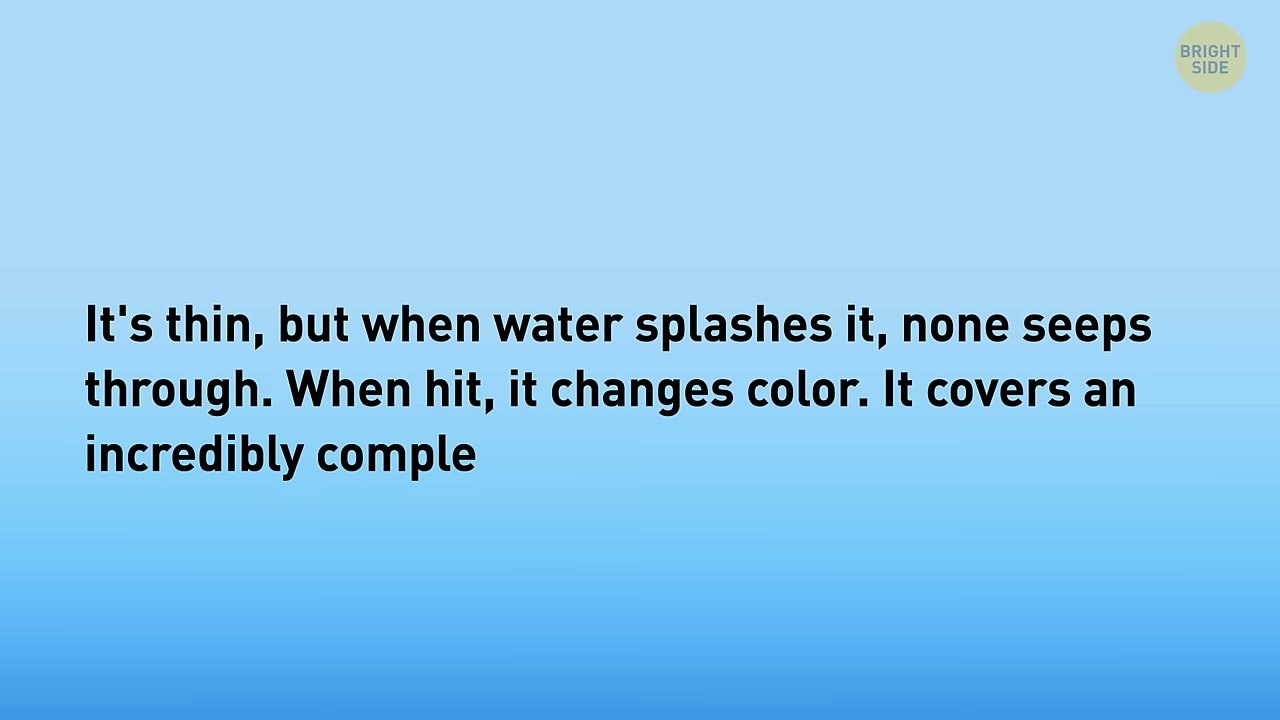 BRIGHT
SIDE
It's thin, but when water splashes it, none seeps
through. When hit, it changes color. It covers an
incredibly comple